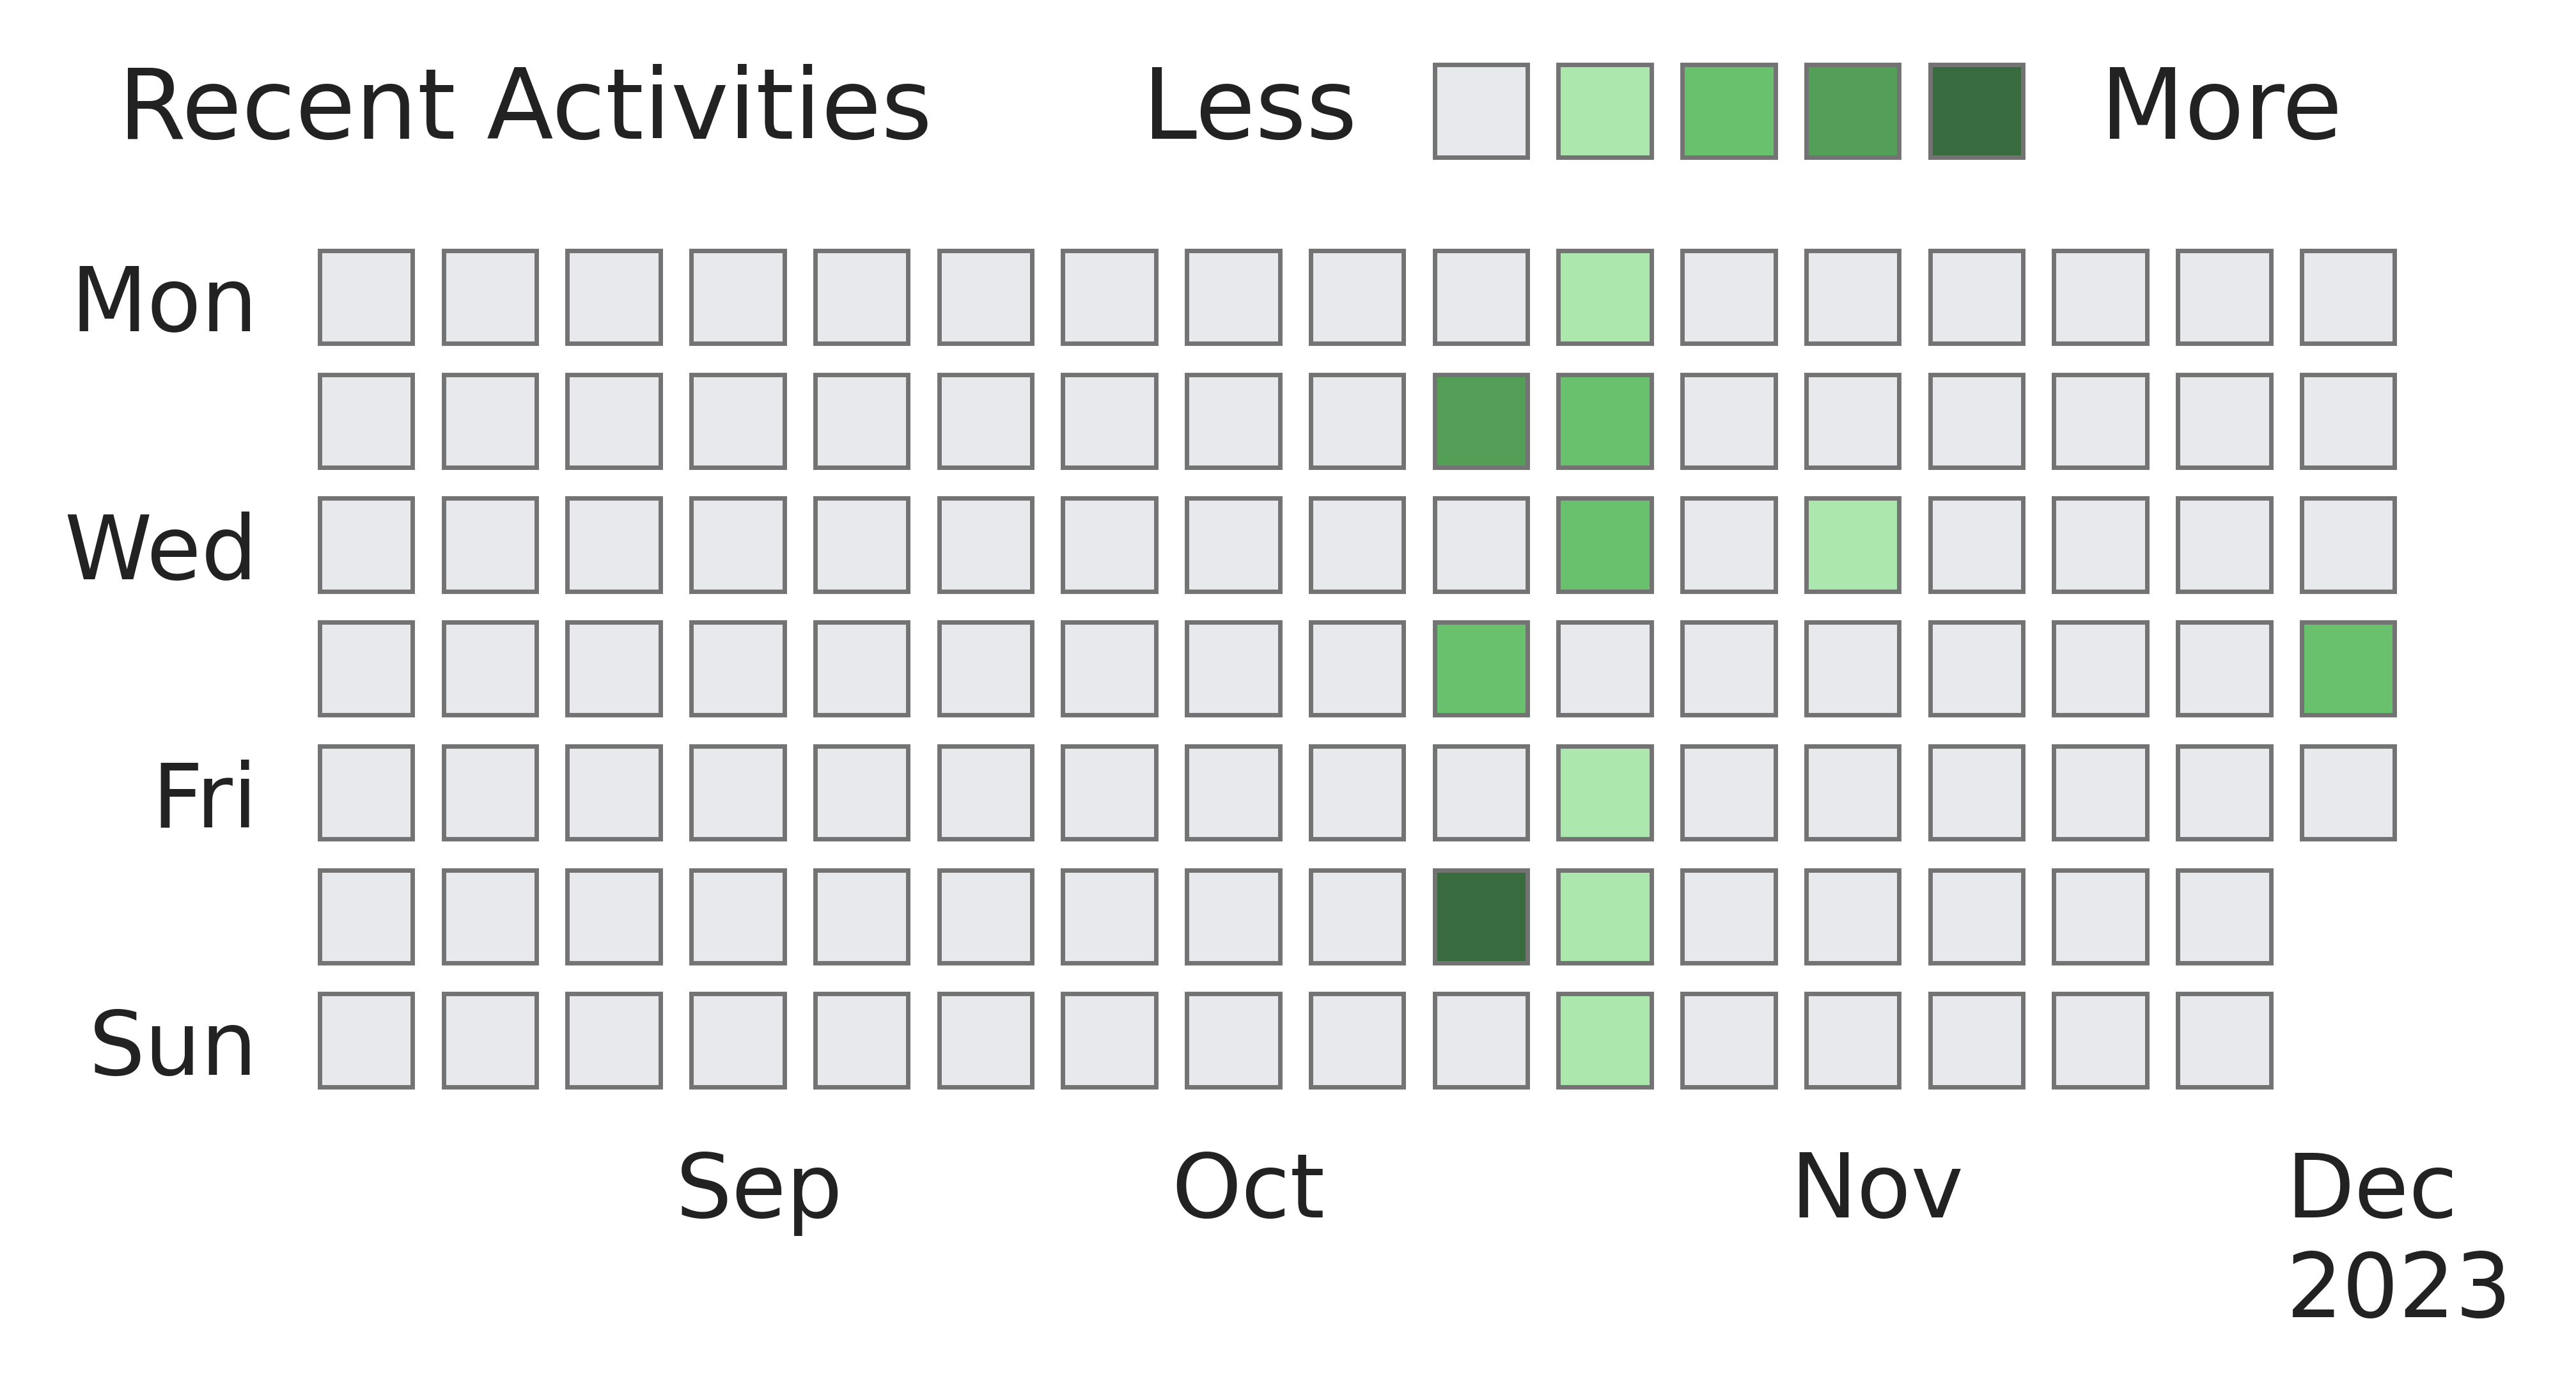 Recent Activities
Less
More
Mon
Wed
Fri
Sun
Sep
Oct
Nov
Dec
2023